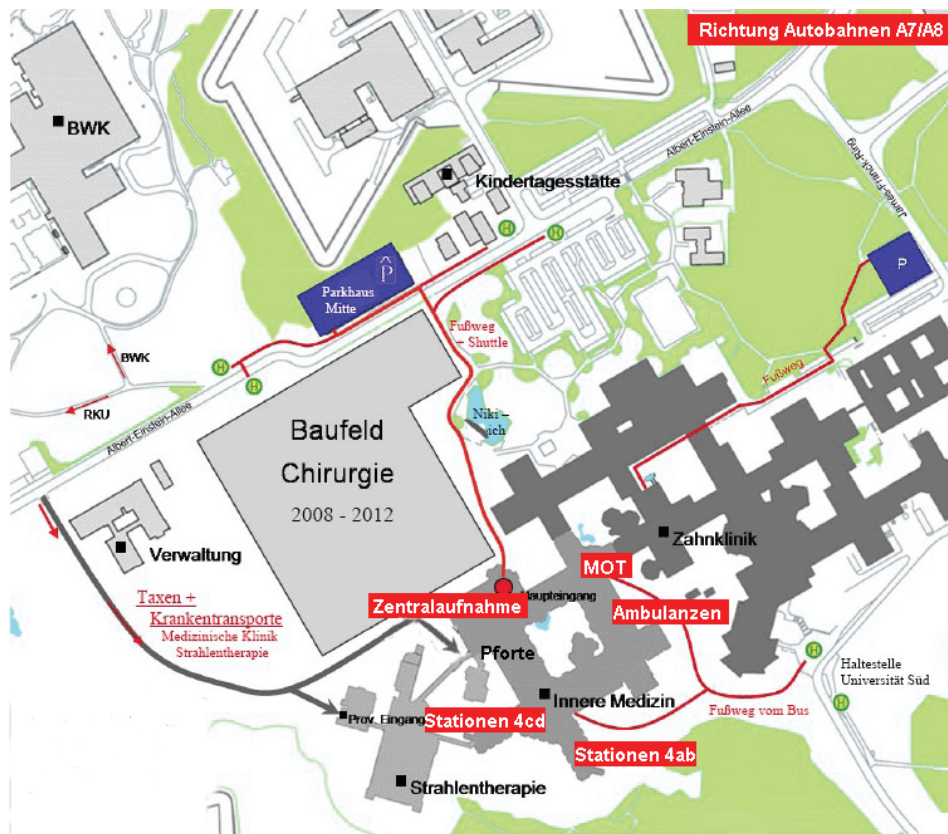 Richtung Autobahnen A7/A8
BWK
Albert-Einstein-Allee
Kindertagesstätte
James-Franck-Ring
H
H
P
P
Parkhaus
Mitte
Fußweg
+ Shuttle
BWK
H
H
Fußweg
RKU
Niki –
ich
Albert-Einstein-Allee
Baufeld
Chirurgie
2008 - 2012
Verwaltung
Zahnklinik
MOT
Haupteingang
Zentralaufnahme
Ambulanzen
Taxen +
Krankentransporte
Medizinische Klinik
Strahlentherapie
Pforte
H
Haltestelle
Universität Süd
H
Innere Medizin
Fußweg vom Bus
Prov. Eingang
Stationen 4cd
Stationen 4ab
Strahlentherapie